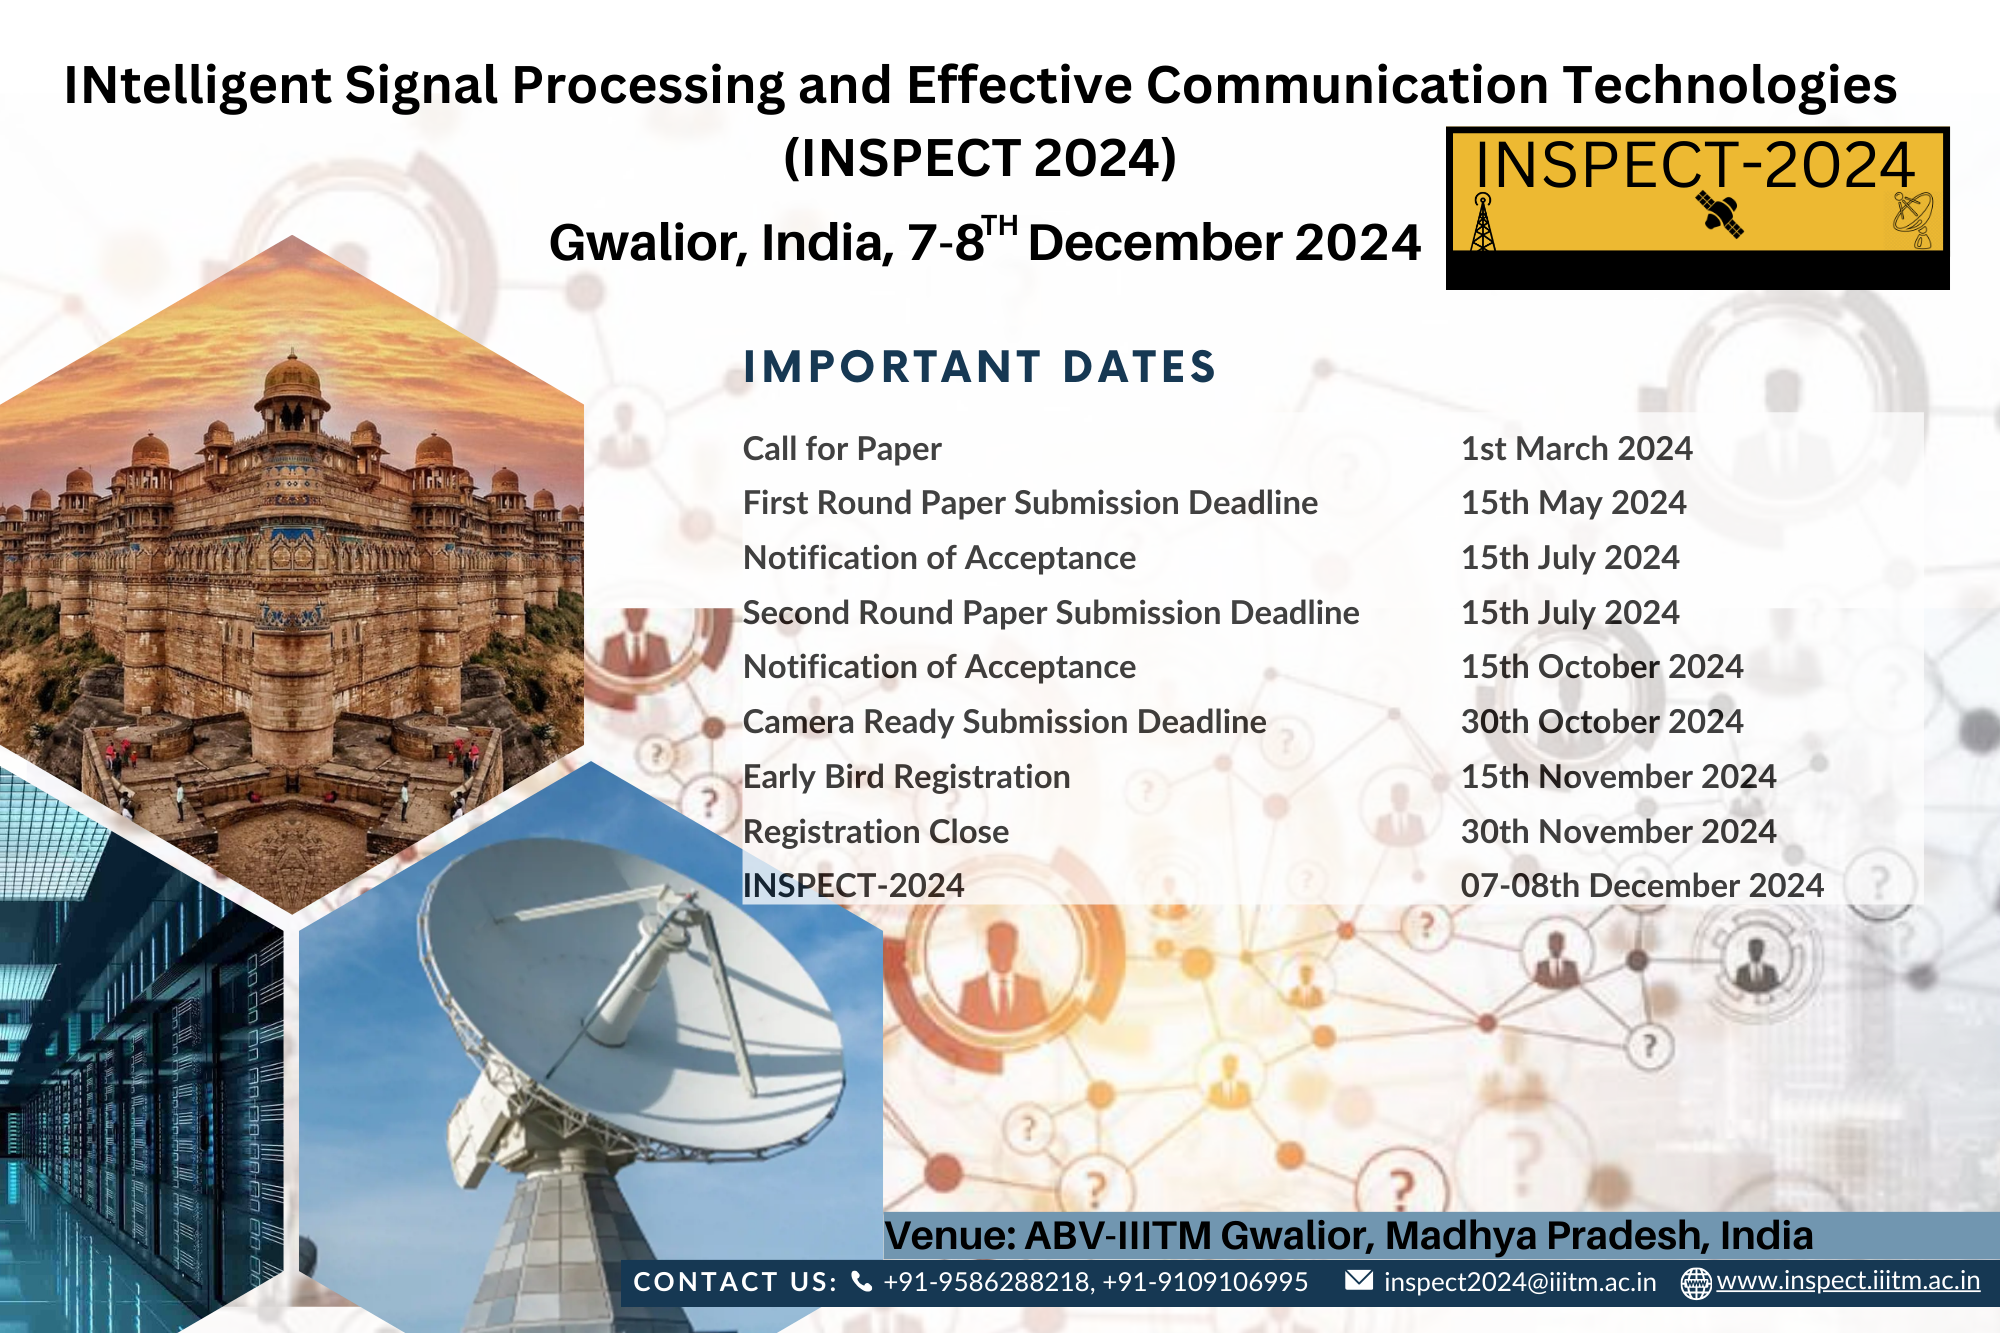 INtelligent Signal Processing and Effective Communication Technologies
(INSPECT 2024)
Gwalior, India, 7-8TH December 2024
INSPECT-2024
IMPORTANT DATES
Call for Paper 1st March 2024
First Round Paper Submission Deadline 15th May 2024
Notification of Acceptance 15th July 2024
Second Round Paper Submission Deadline 15th July 2024
Notification of Acceptance 15th October 2024
Camera Ready Submission Deadline 30th October 2024
Early Bird Registration 15th November 2024
Registration Close 30th November 2024
INSPECT-2024 07-08th December 2024
Venue: ABV-IIITM Gwalior, Madhya Pradesh, India
CONTACT US: +91-9586288218, +91-9109106995 inspect2024@iiitm.ac.in www.inspect.iiitm.ac.in